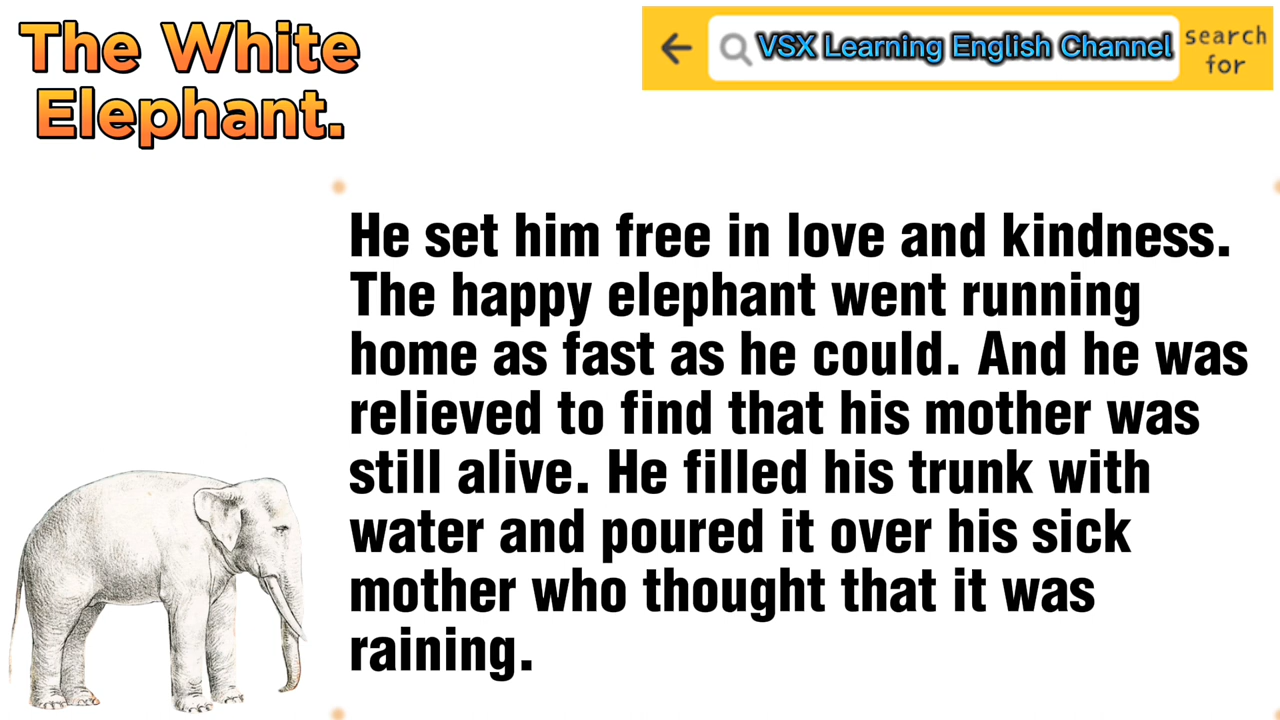 The White
Elephant.
VSX Learning English Channel
search
for
He set him free in love and kindness.
The happy elephant went running
home as fast as he could. And he was
relieved to find that his mother was
still alive. He filled his trunk with
water and poured it over his sick
mother who thought that it was
raining.